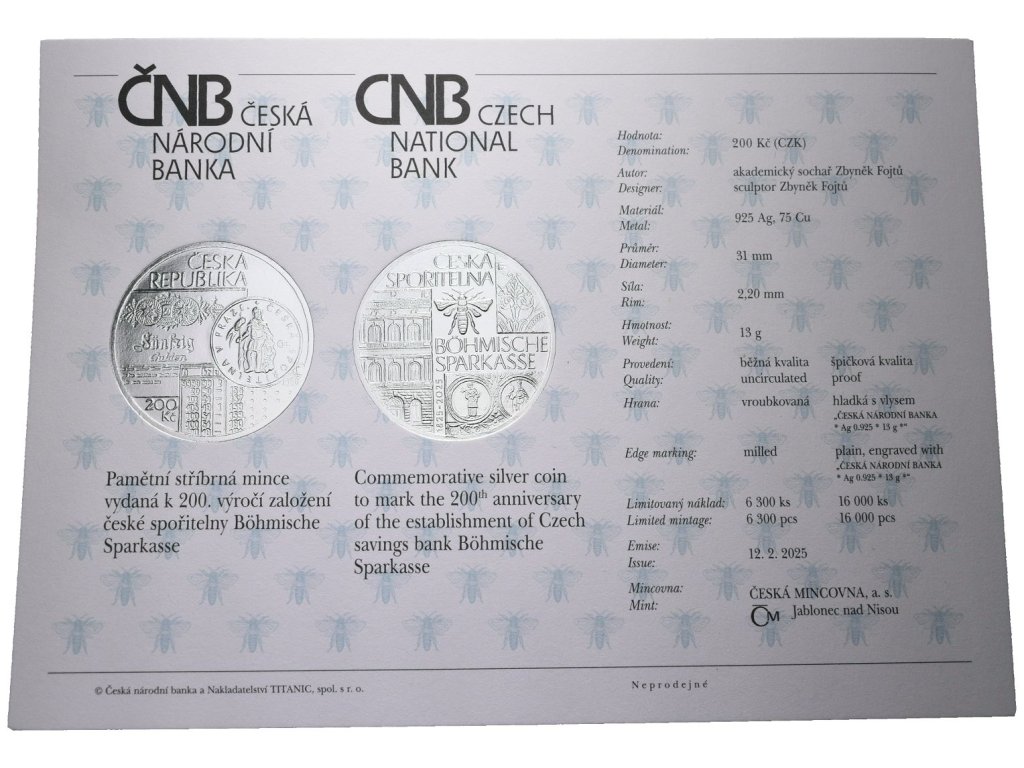 ČNB ČESKÁ
NÁRODNÍ
BANKA
CNB CZECH
NATIONAL
BANK
ČESKÁ
REPUBLIKA
Fünfzig
Gulden
200
Kč
ČESKÁ
SPOŘITELNA
BÖHMISCHE
SPARKASSE
1825-2025
Pamětní stříbrná mince
vydaná k 200. výročí založení
české spořitelny Böhmische
Sparkasse
Commemorative silver coin
to mark the 200th anniversary
of the establishment of Czech
savings bank Böhmische
Sparkasse
Hodnota:
Denomination: 200 Kč (CZK)
Autor: akademický sochař Zbyněk Fojtů
Designer: sculptor Zbyněk Fojtů
Materiál:
Metal: 925 Ag, 75 Cu
Průměr:
Diameter: 31 mm
Síla:
Rim: 2,20 mm
Hmotnost:
Weight: 13 g
Provedení: běžná kvalita špičková kvalita
Quality: uncirculated proof
Hrana: vroubkovaná hladká s vlysem
„ČESKÁ NÁRODNÍ BANKA
* Ag 0.925 * 13 g *“
Edge marking: milled plain, engraved with
„ČESKÁ NÁRODNÍ BANKA
* Ag 0.925 * 13 g *“
Limitovaný náklad: 6 300 ks 16 000 ks
Limited mintage: 6 300 pcs 16 000 pcs
Emise:
Issue: 12. 2. 2025
Mincovna: ČESKÁ MINCOVNA, a. s.
Mint: ČM Jablonec nad Nisou
© Česká národní banka a Nakladatelství TITANIC, spol. s r. o.
Neprodejné